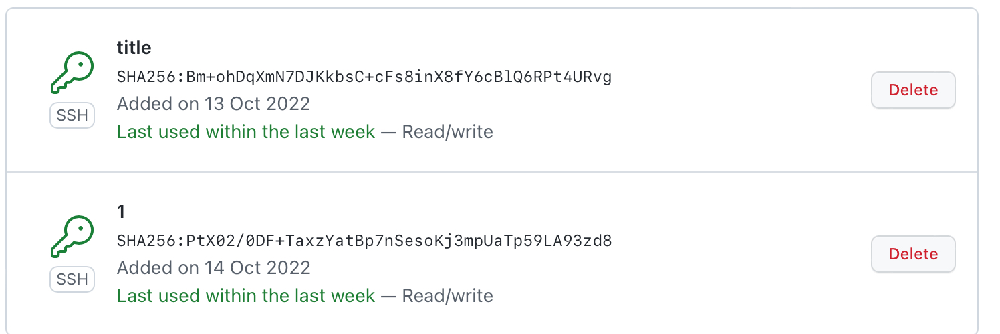 title
SHA256:Bm+ohDqXmN7DJKkbsC+cFs8inX8fY6cBlQ6RPt4URvg
Added on 13 Oct 2022
Last used within the last week — Read/write
SSH
Delete
1
SHA256:PtX02/0DF+TaxzYatBp7nSesoKj3mpUaTp59LA93zd8
Added on 14 Oct 2022
Last used within the last week — Read/write
SSH
Delete